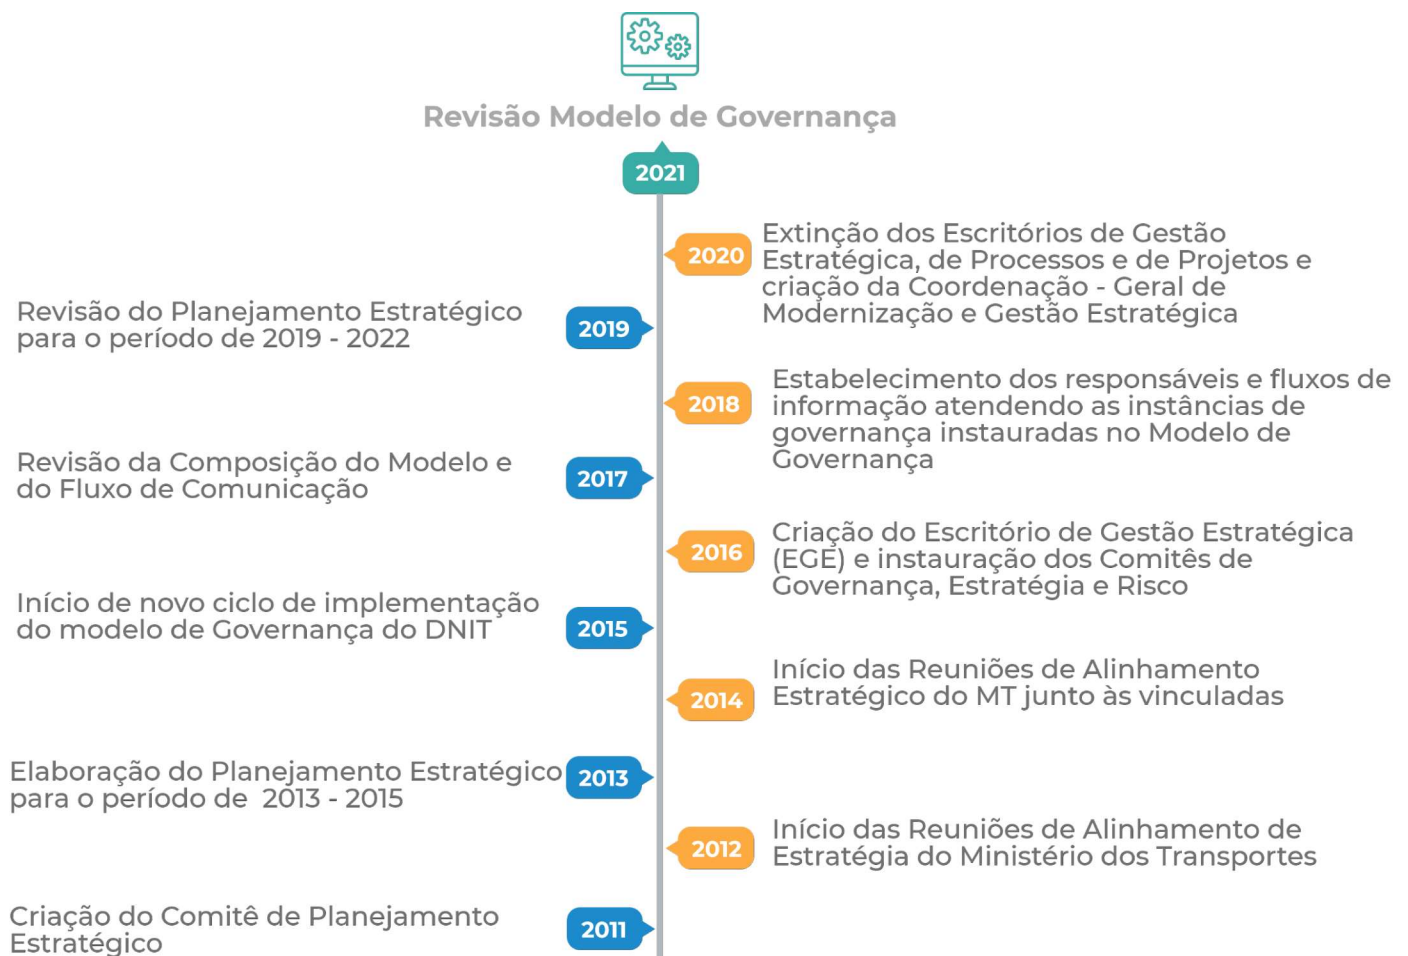 Revisão Modelo de Governança
2021
2020
Extinção dos Escritórios de Gestão
Estratégica, de Processos e de Projetos e
criação da Coordenação - Geral de
Modernização e Gestão Estratégica
Revisão do Planejamento Estratégico
para o período de 2019 - 2022
2019
2018
Estabelecimento dos responsáveis e fluxos de
informação atendendo as instâncias de
governança instauradas no Modelo de
Governança
Revisão da Composição do Modelo e
do Fluxo de Comunicação
2017
2016
Criação do Escritório de Gestão Estratégica
(EGE) e instauração dos Comitês de
Governança, Estratégia e Risco
Início de novo ciclo de implementação
do modelo de Governança do DNIT
2015
2014
Início das Reuniões de Alinhamento
Estratégico do MT junto às vinculadas
Elaboração do Planejamento Estratégico
para o período de 2013 - 2015
2013
2012
Início das Reuniões de Alinhamento de
Estratégia do Ministério dos Transportes
Criação do Comitê de Planejamento
Estratégico
2011